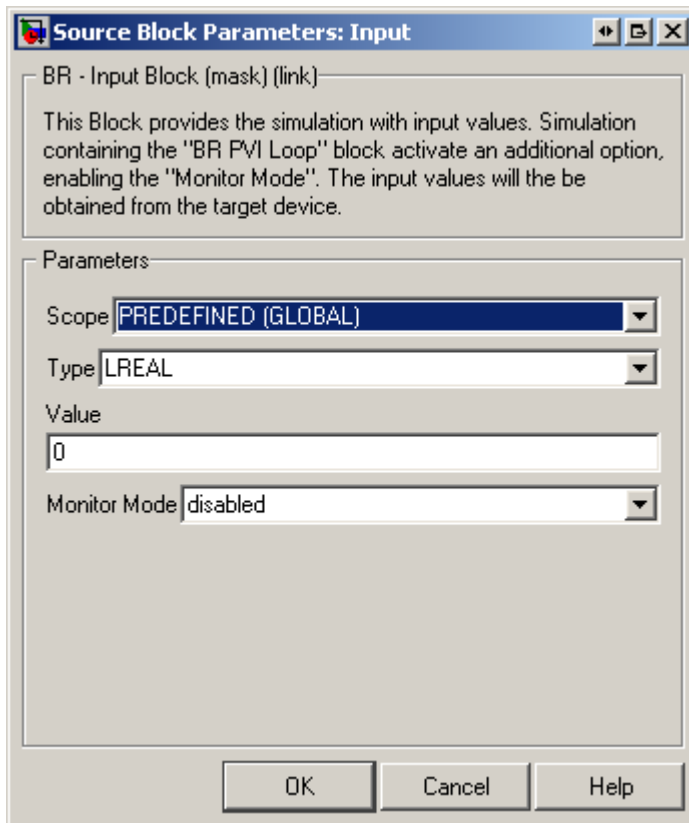 Source Block Parameters: Input
BR - Input Block (mask) (link)
This Block provides the simulation with input values. Simulation
containing the "BR PVI Loop" block activate an additional option,
enabling the "Monitor Mode". The input values will the be
obtained from the target device.
Parameters
Scope PREDEFINED (GLOBAL)
Type LREAL
Value
0
Monitor Mode disabled
OK Cancel Help